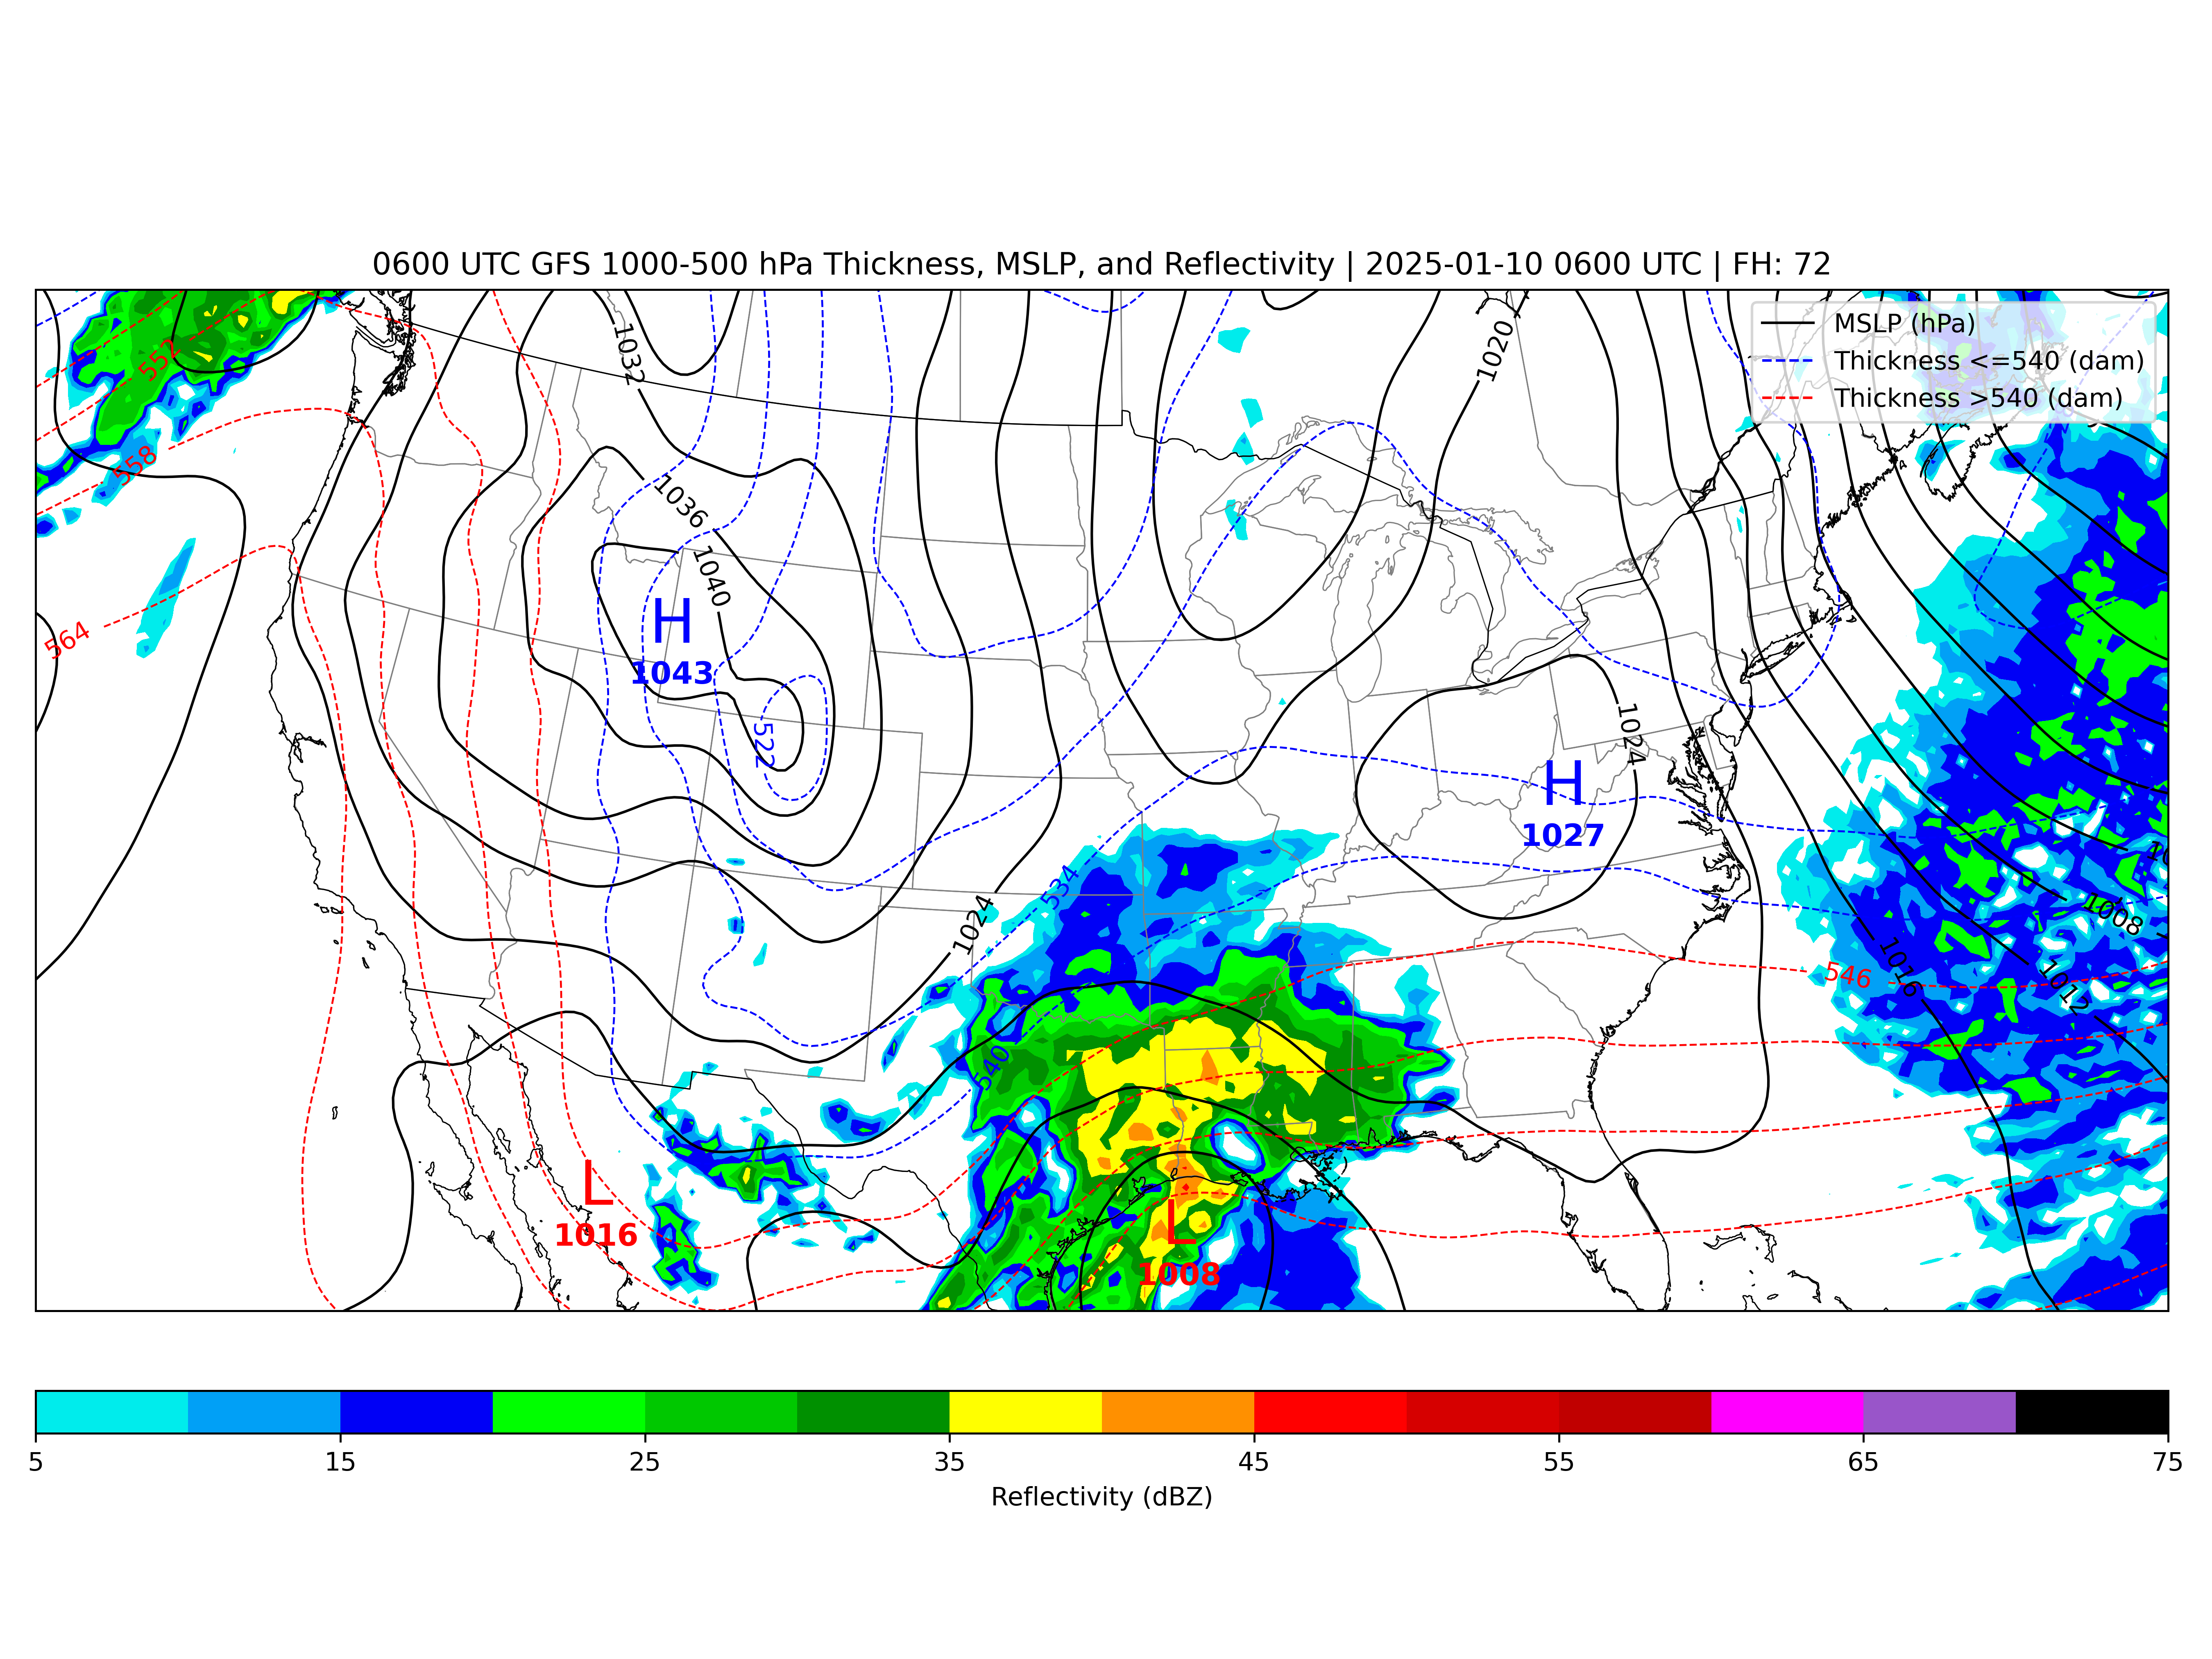 0600 UTC GFS 1000-500 hPa Thickness, MSLP, and Reflectivity | 2025-01-10 0600 UTC | FH: 72
MSLP (hPa)
Thickness <=540 (dam)
Thickness >540 (dam)
1032
1020
552
558
564
1036
1040
H
1043
522
1024
H
1027
534
1024
540
546
1016
1012
1008
L
1016
L
1008
5 15 25 35 45 55 65 75
Reflectivity (dBZ)